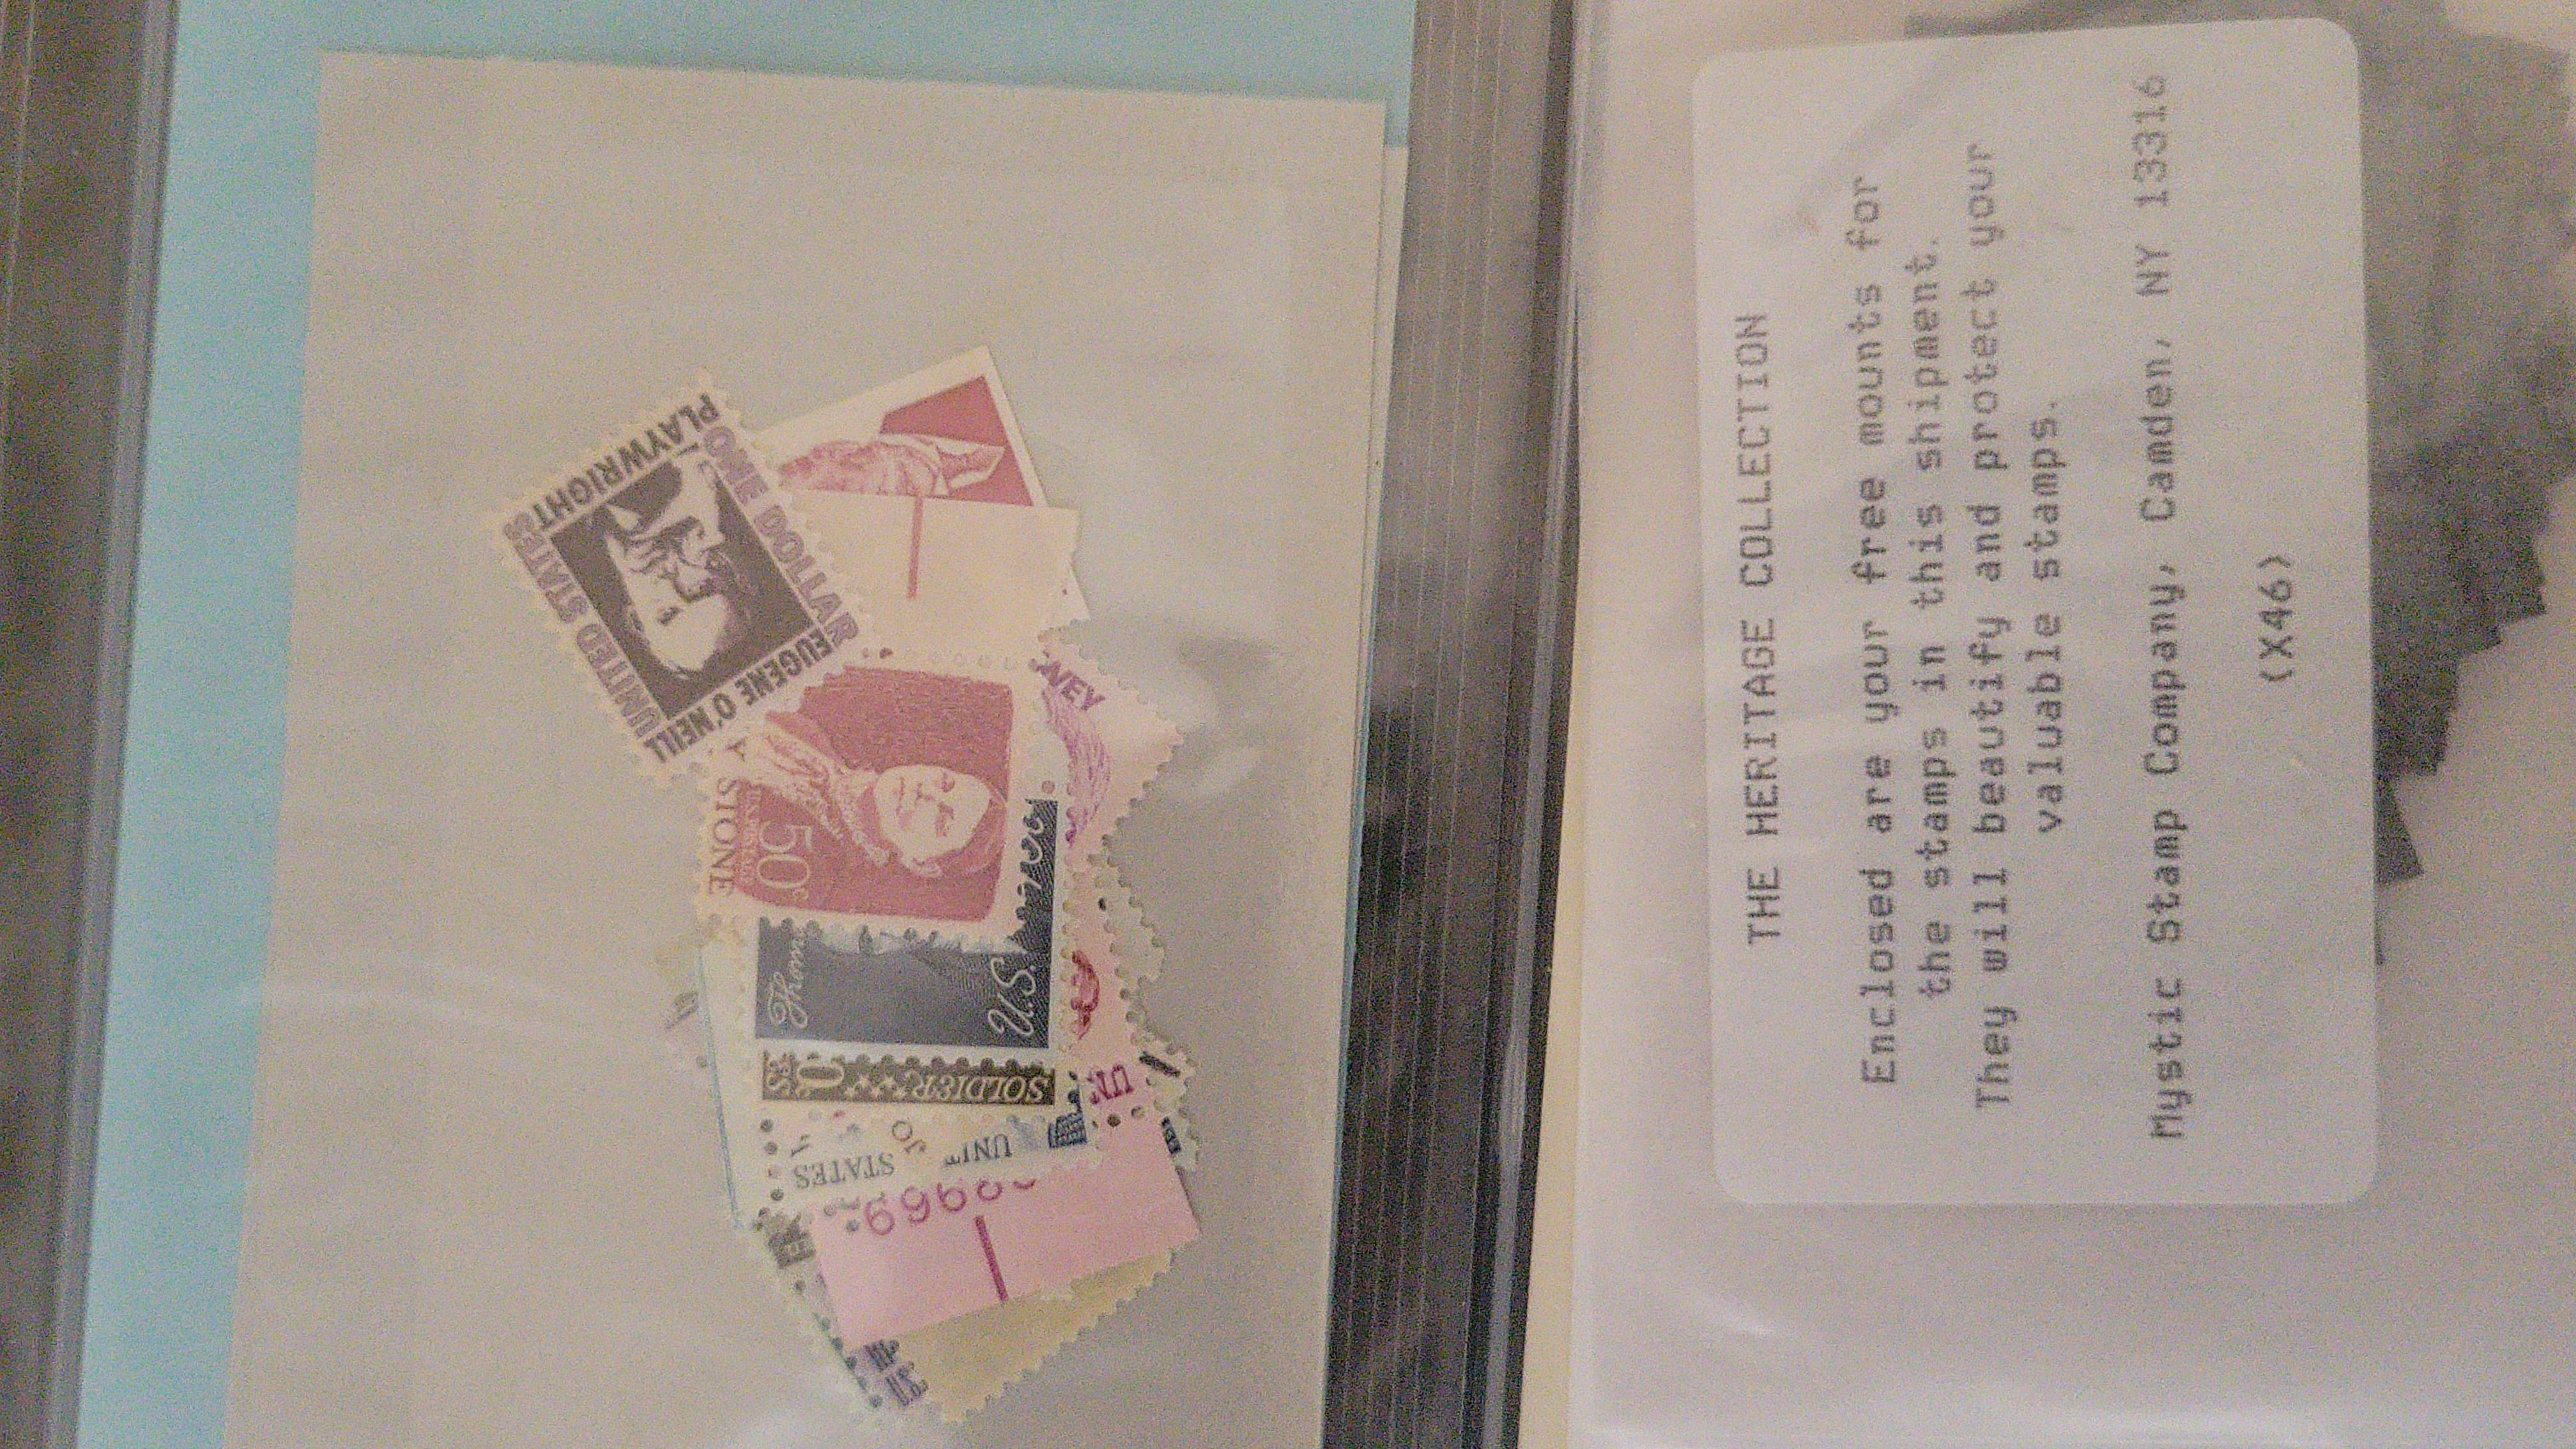 THE HERITAGE COLLECTION
Enclosed are your free mounts for
the stamps in this shipment.
They will beautify and protect your
valuable stamps.
Mystic Stamp Company, Camden, NY 13316
(X46)
PLAYWRIGHT
UNITED STATES
ONE DOLLAR
EUGENE O'NEILL
STONE
50¢
U.S.
SOLDIER
STATES